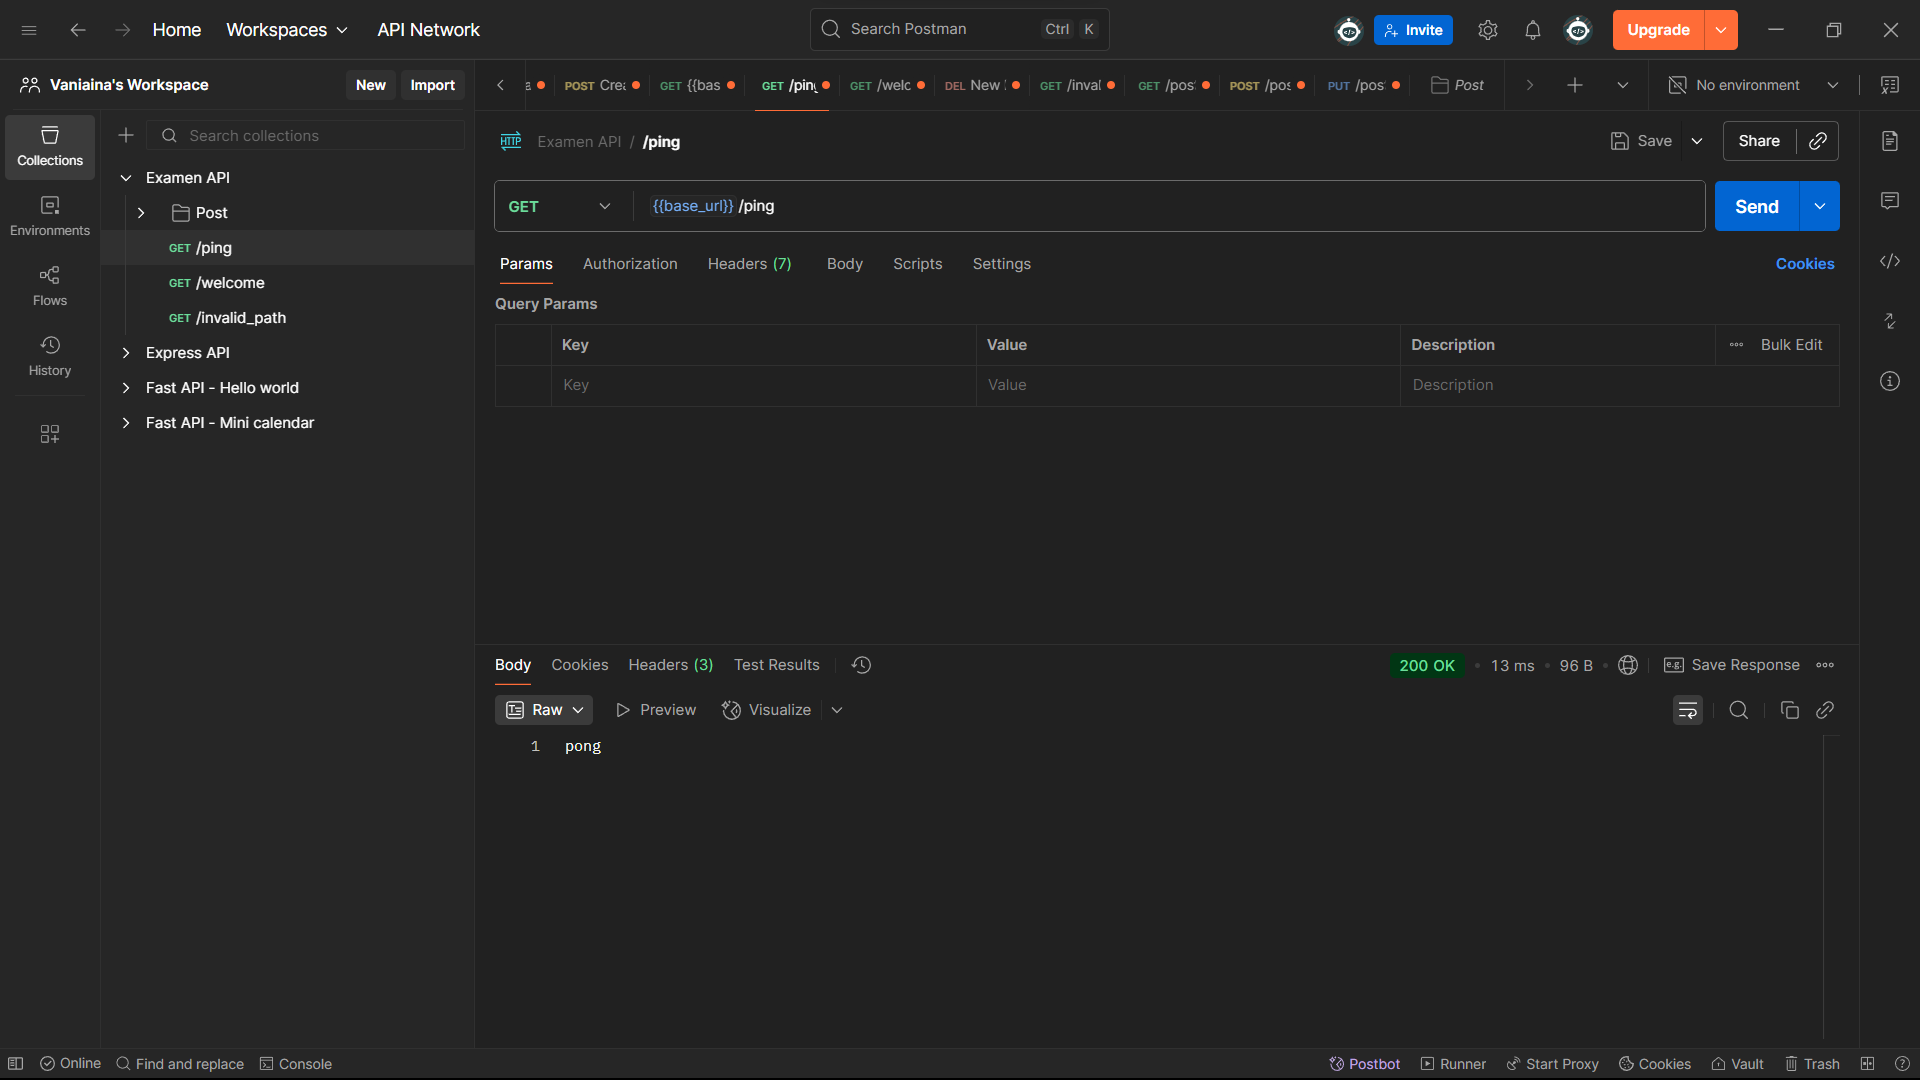 Home Workspaces API Network Search Postman Ctrl K Invite Upgrade
Vaniaina's Workspace New Import
POST Crea GET {{bas GET /ping GET /welc DEL New GET /inval GET /pos POST /pos PUT /pos Post No environment
Collections
Environments
Flows
History
Search collections
Examen API
Post
GET /ping
GET /welcome
GET /invalid_path
Express API
Fast API - Hello world
Fast API - Mini calendar
HTTP Examen API / /ping Save Share
GET {{base_url}} /ping Send
Params Authorization Headers (7) Body Scripts Settings Cookies
Query Params
Key Value Description Bulk Edit
Key Value Description
Body Cookies Headers (3) Test Results 200 OK 13 ms 96 B e.g. Save Response
Raw Preview Visualize
1 pong
Online Find and replace Console Postbot Runner Start Proxy Cookies Vault Trash